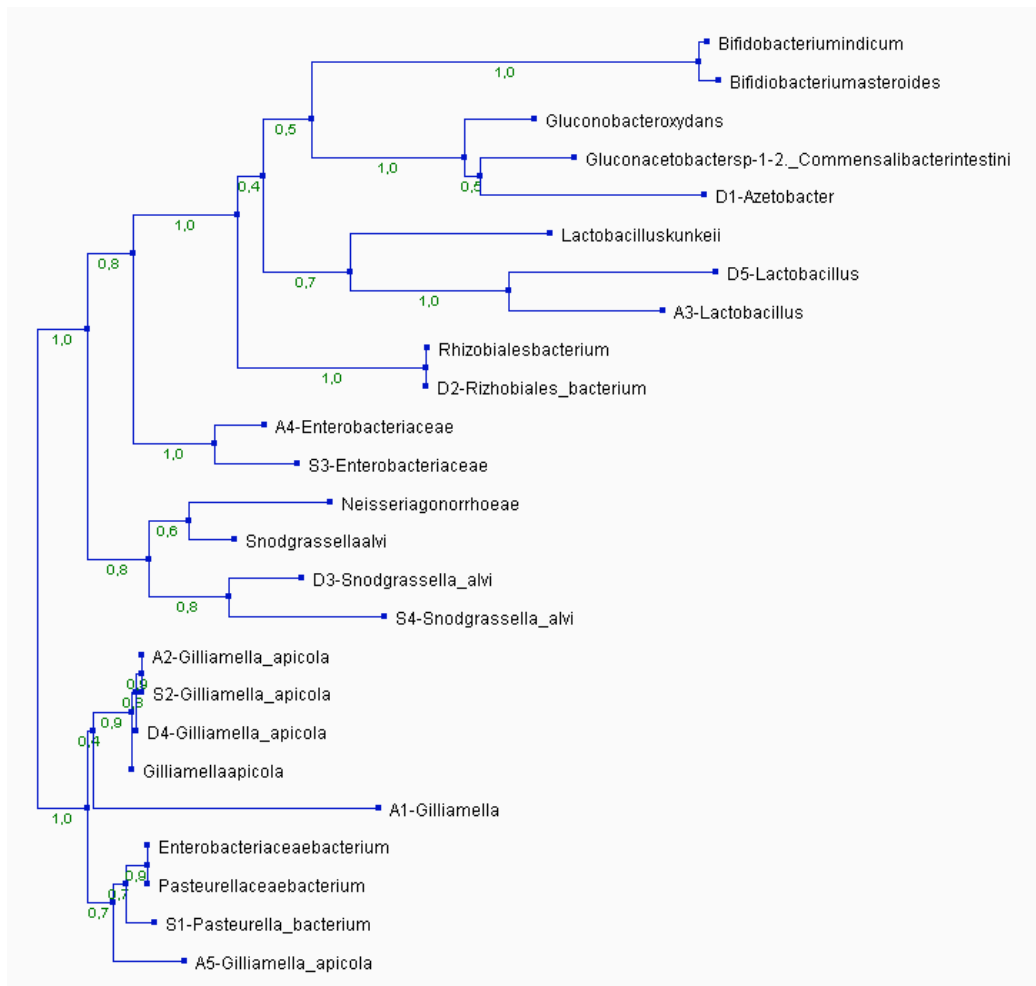 Bifidobacteriumindicum
1,0
Bifidiobacteriumasteroides
Gluconobacteroxydans
0,5
Gluconacetobactersp-1-2._Commensalibacterintestini
1,0
0,5
0,4
D1-Azetobacter
1,0
Lactobacilluskunkeii
0,8
D5-Lactobacillus
0,7
1,0
A3-Lactobacillus
1,0
Rhizobialesbacterium
1,0
D2-Rizhobiales_bacterium
A4-Enterobacteriaceae
1,0
S3-Enterobacteriaceae
Neisseriagonorrhoeae
0,6
Snodgrassellaalvi
0,8
D3-Snodgrassella_alvi
0,8
S4-Snodgrassella_alvi
A2-Gilliamella_apicola
0,9
S2-Gilliamella_apicola
0,8
0,9
D4-Gilliamella_apicola
0,4
Gilliamellaapicola
A1-Gilliamella
1,0
Enterobacteriaceaebacterium
0,9
Pasteurellaceaebacterium
0,7
0,7
S1-Pasteurella_bacterium
A5-Gilliamella_apicola